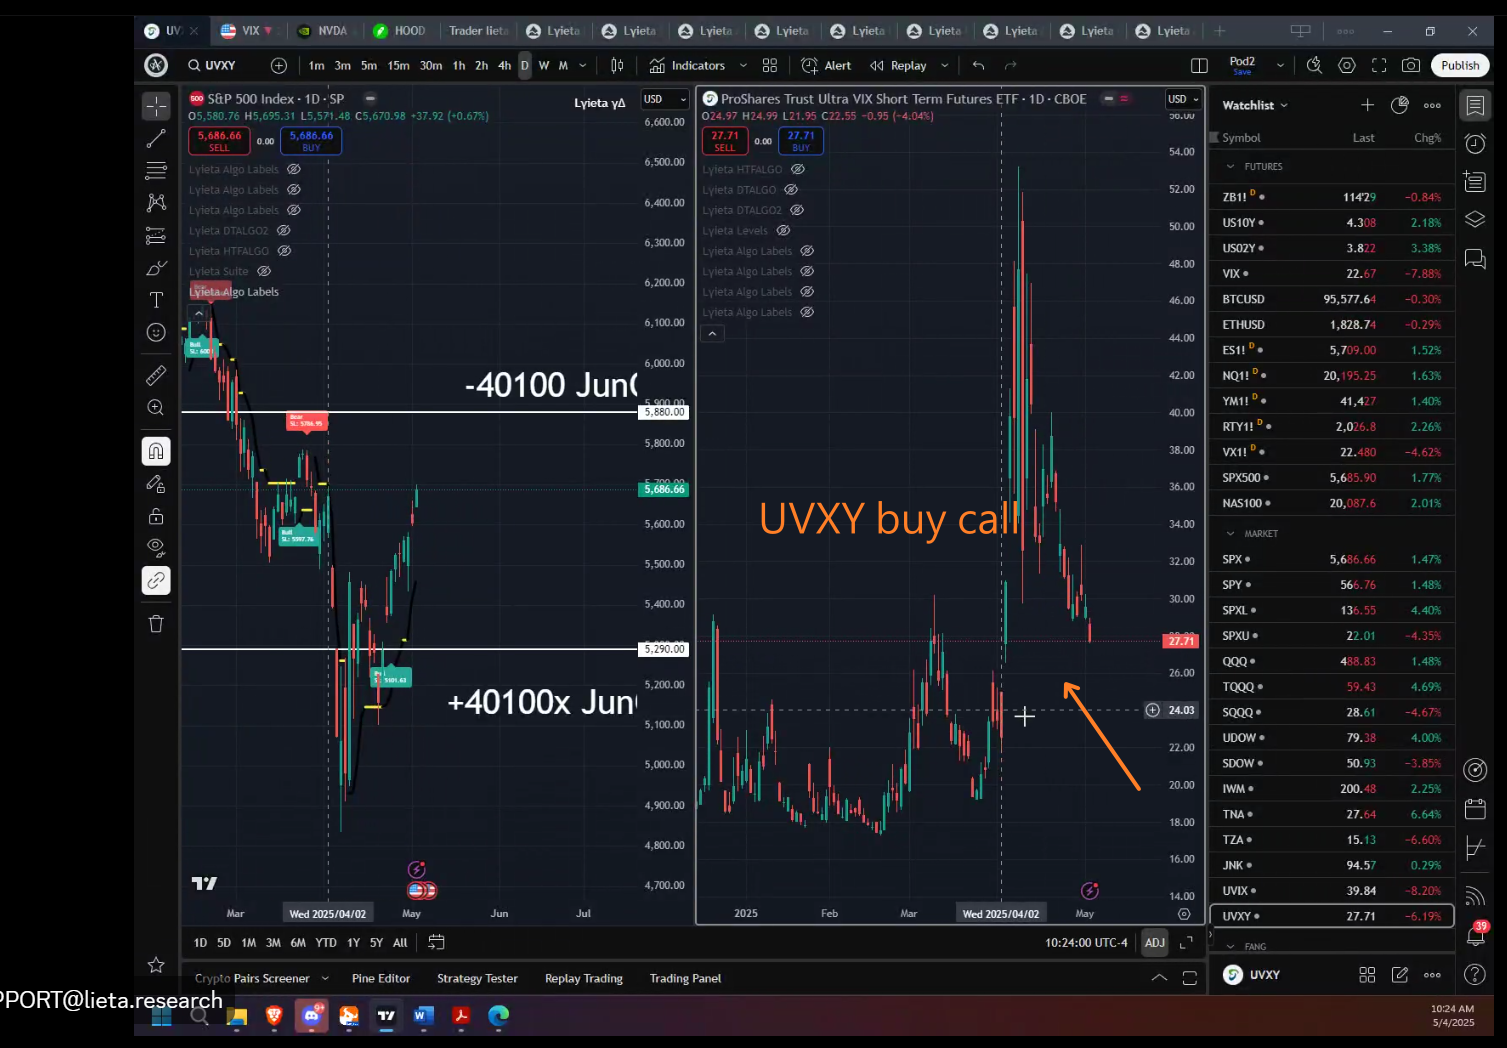 UV
VIX
NVDA
HOOD
Trader lieta
Lyieta
Lyieta
Lyieta
Lyieta
Lyieta
Lyieta
Lyieta
Lyieta
Lyieta
UVXY
1m 3m 5m 15m 30m 1h 2h 4h D W M
Indicators
Alert
Replay
Pod2
Save
Publish
S&P 500 Index · 1D · SP
Lyieta γΔ
USD
O5,580.76 H5,695.31 L5,571.48 C5,670.98 +37.92 (+0.67%)
5,686.66
SELL
0.00
5,686.66
BUY
Lyieta Algo Labels
Lyieta Algo Labels
Lyieta Algo Labels
Lyieta DTALGO2
Lyieta HTFALGO
Lyieta Suite
Lyieta Algo Labels
Bear
SL: 5786.95
Bull
SL: 5597.76
-40100 Jun
+40100x Jun
6,600.00
6,500.00
6,400.00
6,300.00
6,200.00
6,100.00
6,000.00
5,880.00
5,800.00
5,686.66
5,600.00
5,500.00
5,400.00
5,290.00
5,200.00
5,100.00
5,000.00
4,900.00
4,800.00
4,700.00
Mar
Wed 2025/04/02
May
Jun
Jul
ProShares Trust Ultra VIX Short Term Futures ETF · 1D · CBOE
USD
O24.97 H24.99 L21.95 C22.55 -0.95 (-4.04%)
27.71
SELL
0.00
27.71
BUY
Lyieta HTFALGO
Lyieta DTALGO
Lyieta DTALGO2
Lyieta Levels
Lyieta Algo Labels
Lyieta Algo Labels
Lyieta Algo Labels
Lyieta Algo Labels
UVXY buy call
56.00
54.00
52.00
50.00
48.00
46.00
44.00
42.00
40.00
38.00
36.00
34.00
32.00
30.00
27.71
26.00
24.03
22.00
20.00
18.00
16.00
14.00
2025
Feb
Mar
Wed 2025/04/02
May
Watchlist
Symbol Last Chg%
FUTURES
ZB1! D 114'29 −0.84%
US10Y 4.308 2.18%
US02Y 3.822 3.38%
VIX 22.67 −7.88%
BTCUSD 95,577.64 −0.30%
ETHUSD 1,828.74 −0.29%
ES1! D 5,709.00 1.52%
NQ1! D 20,195.25 1.63%
YM1! D 41,427 1.40%
RTY1! D 2,026.8 2.26%
VX1! D 22.480 −4.62%
SPX500 5,685.90 1.77%
NAS100 20,087.6 2.01%
MARKET
SPX 5,686.66 1.47%
SPY 566.76 1.48%
SPXL 136.55 4.40%
SPXU 22.01 −4.35%
QQQ 488.83 1.48%
TQQQ 59.43 4.69%
SQQQ 28.61 −4.67%
UDOW 79.38 4.00%
SDOW 50.93 −3.85%
IWM 200.48 2.25%
TNA 27.64 6.64%
TZA 15.13 −6.60%
JNK 94.57 0.29%
UVIX 39.84 −8.20%
UVXY 27.71 −6.19%
FANG
UVXY
39
1D 5D 1M 3M 6M YTD 1Y 5Y All
10:24:00 UTC-4
ADJ
Crypto Pairs Screener
Pine Editor
Strategy Tester
Replay Trading
Trading Panel
PPORT@lieta.research
10:24 AM
5/4/2025